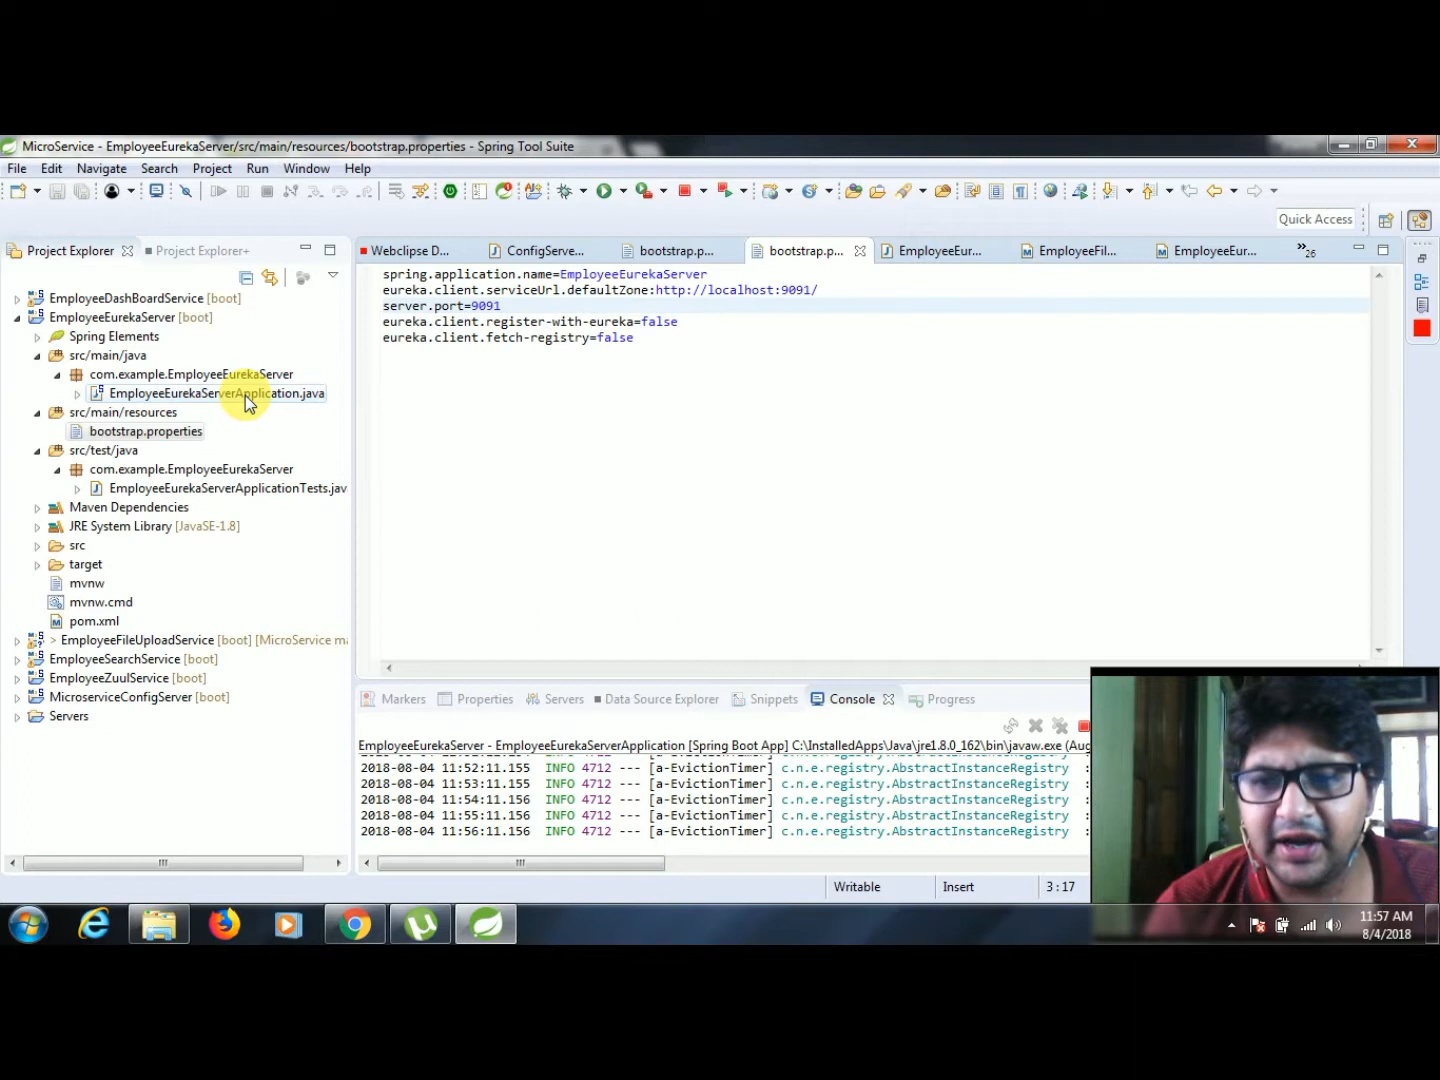 MicroService - EmployeeEurekaServer/src/main/resources/bootstrap.properties - Spring Tool Suite
File Edit Navigate Search Project Run Window Help
Quick Access
Project Explorer
Project Explorer+
Webclipse D...
ConfigServe...
bootstrap.p...
bootstrap.p...
EmployeeEur...
EmployeeFil...
EmployeeEur...
»26
EmployeeDashBoardService [boot]
EmployeeEurekaServer [boot]
Spring Elements
src/main/java
com.example.EmployeeEurekaServer
EmployeeEurekaServerApplication.java
src/main/resources
bootstrap.properties
src/test/java
com.example.EmployeeEurekaServer
EmployeeEurekaServerApplicationTests.jav
Maven Dependencies
JRE System Library [JavaSE-1.8]
src
target
mvnw
mvnw.cmd
pom.xml
> EmployeeFileUploadService [boot] [MicroService ma
EmployeeSearchService [boot]
EmployeeZuulService [boot]
MicroserviceConfigServer [boot]
Servers
spring.application.name=EmployeeEurekaServer
eureka.client.serviceUrl.defaultZone:http://localhost:9091/
server.port=9091
eureka.client.register-with-eureka=false
eureka.client.fetch-registry=false
Markers
Properties
Servers
Data Source Explorer
Snippets
Console
Progress
EmployeeEurekaServer - EmployeeEurekaServerApplication [Spring Boot App] C:\InstalledApps\Java\jre1.8.0_162\bin\javaw.exe (Aug
2018-08-04 11:52:11.155 INFO 4712 --- [a-EvictionTimer] c.n.e.registry.AbstractInstanceRegistry :
2018-08-04 11:53:11.155 INFO 4712 --- [a-EvictionTimer] c.n.e.registry.AbstractInstanceRegistry :
2018-08-04 11:54:11.156 INFO 4712 --- [a-EvictionTimer] c.n.e.registry.AbstractInstanceRegistry :
2018-08-04 11:55:11.156 INFO 4712 --- [a-EvictionTimer] c.n.e.registry.AbstractInstanceRegistry :
2018-08-04 11:56:11.156 INFO 4712 --- [a-EvictionTimer] c.n.e.registry.AbstractInstanceRegistry :
Writable
Insert
3:17
11:57 AM
8/4/2018